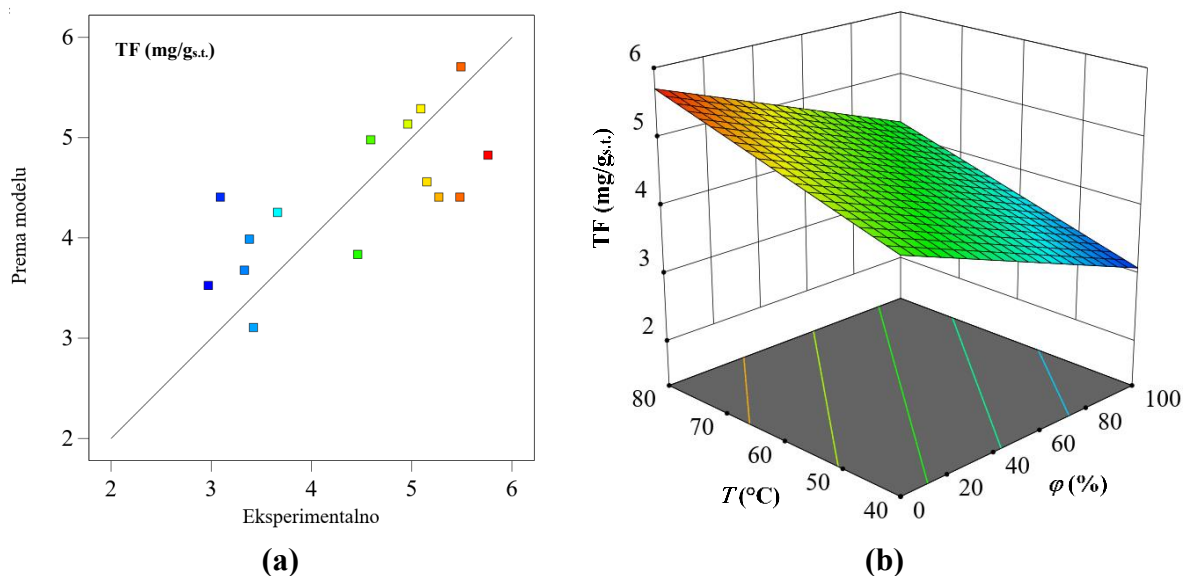 TF (mg/gs.t.)
6
5
4
3
2
Prema modelu
2 3 4 5 6
Eksperimentalno
(a)
6
5
4
3
2
TF (mg/gs.t.)
80
70
60
50
40
T (°C)
0
20
40
60
80
100
φ (%)
(b)